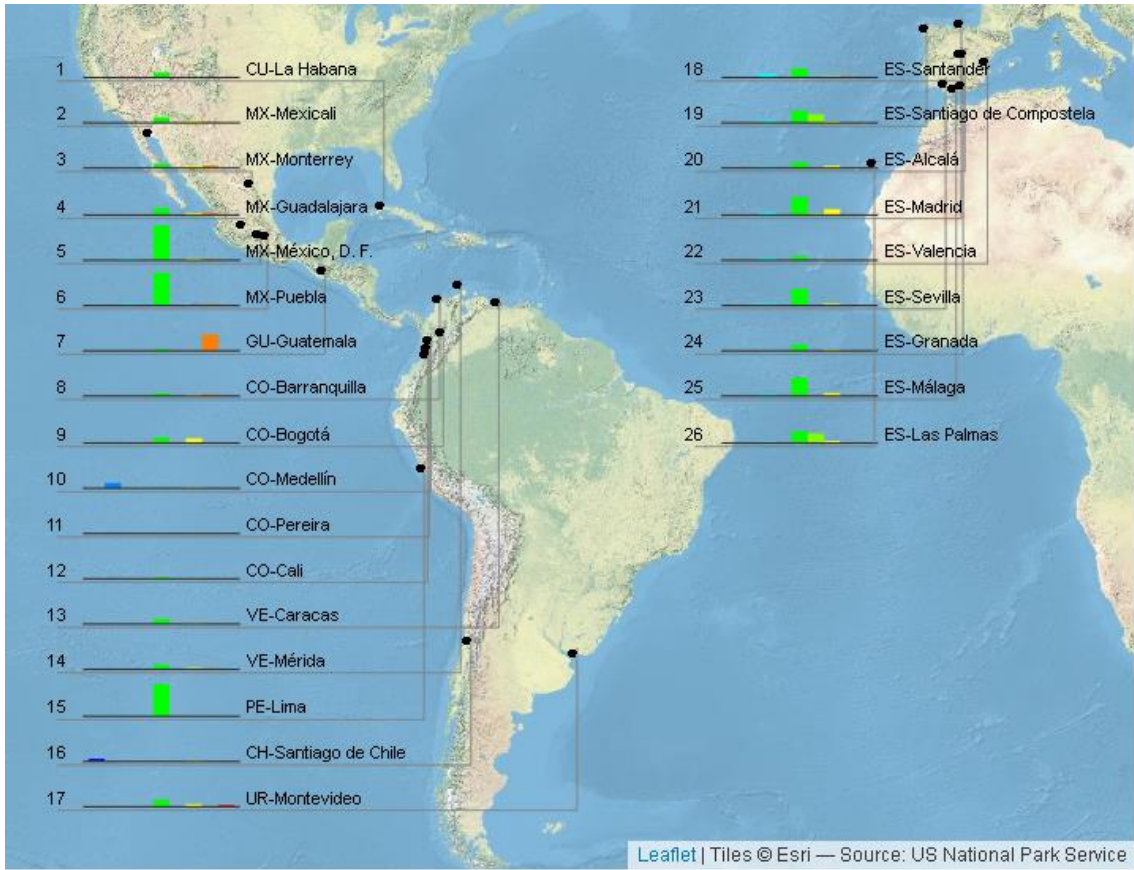 1 CU-La Habana
2 MX-Mexicali
3 MX-Monterrey
4 MX-Guadalajara
5 MX-México, D. F.
6 MX-Puebla
7 GU-Guatemala
8 CO-Barranquilla
9 CO-Bogotá
10 CO-Medellín
11 CO-Pereira
12 CO-Cali
13 VE-Caracas
14 VE-Mérida
15 PE-Lima
16 CH-Santiago de Chile
17 UR-Montevideo
18 ES-Santander
19 ES-Santiago de Compostela
20 ES-Alcalá
21 ES-Madrid
22 ES-Valencia
23 ES-Sevilla
24 ES-Granada
25 ES-Málaga
26 ES-Las Palmas
Leaflet | Tiles © Esri — Source: US National Park Service